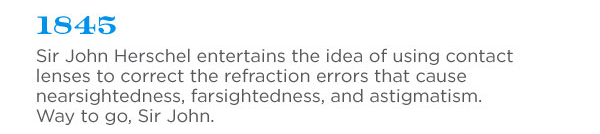 1845
Sir John Herschel entertains the idea of using contact
lenses to correct the refraction errors that cause
nearsightedness, farsightedness, and astigmatism.
Way to go, Sir John.